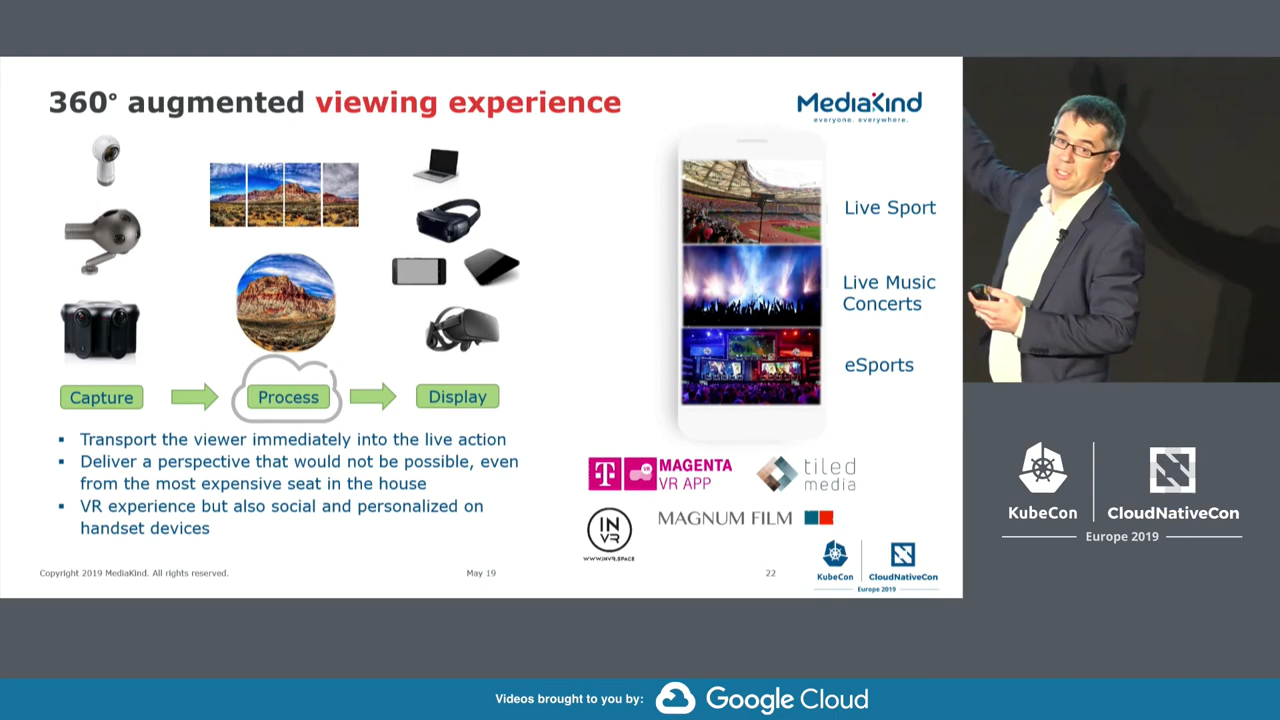 360° augmented viewing experience
MediaKind
everyone. everywhere.
Live Sport
Live Music
Concerts
eSports
Capture
Process
Display
▪ Transport the viewer immediately into the live action
▪ Deliver a perspective that would not be possible, even
from the most expensive seat in the house
▪ VR experience but also social and personalized on
handset devices
T
VR
MAGENTA
VR APP
tiled
media
IN
VR
WWW.INVR.SPACE
MAGNUM FILM
Copyright 2019 MediaKind. All rights reserved.
May 19
22
KubeCon
CloudNativeCon
Europe 2019
KubeCon
CloudNativeCon
Europe 2019
Videos brought to you by:
Google Cloud